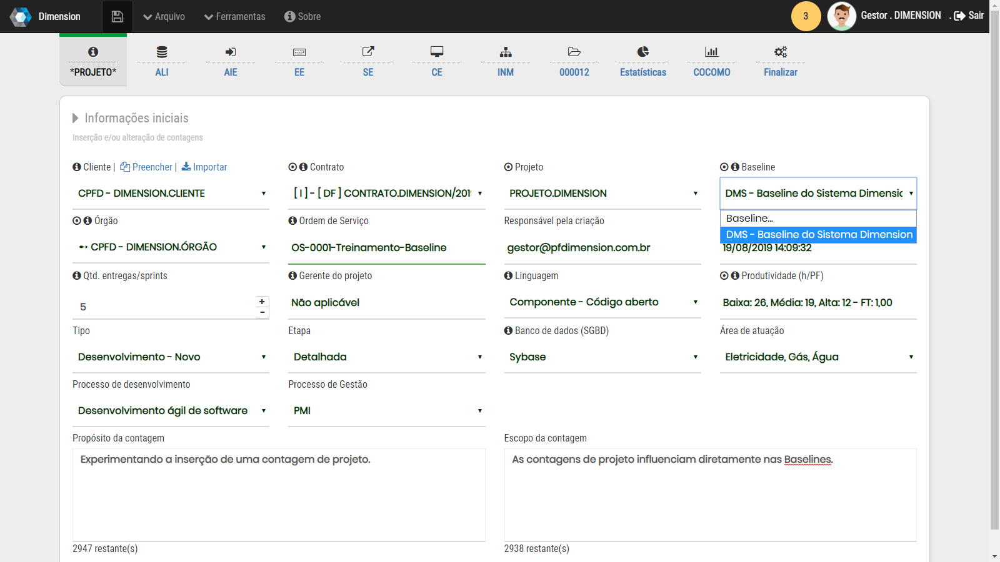 Dimension
Arquivo
Ferramentas
Sobre
3
Gestor . DIMENSION
. Sair
*PROJETO*
ALI
AIE
EE
SE
CE
INM
000012
Estatísticas
COCOMO
Finalizar
Informações iniciais
Inserção e/ou alteração de contagens
Cliente | Preencher | Importar
Contrato
Projeto
Baseline
CPFD - DIMENSION.CLIENTE
[ I ] - [ DF ] CONTRATO.DIMENSION/2019
PROJETO.DIMENSION
DMS - Baseline do Sistema Dimensic
Baseline...
DMS - Baseline do Sistema Dimension
Órgão
Ordem de Serviço
Responsável pela criação
CPFD - DIMENSION.ÓRGÃO
OS-0001-Treinamento-Baseline
gestor@pfdimension.com.br
19/08/2019 14:09:32
Qtd. entregas/sprints
Gerente do projeto
Linguagem
Produtividade (h/PF)
5
+
-
Não aplicável
Componente - Código aberto
Baixa: 26, Média: 19, Alta: 12 - FT: 1,00
Tipo
Etapa
Banco de dados (SGBD)
Área de atuação
Desenvolvimento - Novo
Detalhada
Sybase
Eletricidade, Gás, Água
Processo de desenvolvimento
Processo de Gestão
Desenvolvimento ágil de software
PMI
Propósito da contagem
Escopo da contagem
Experimentando a inserção de uma contagem de projeto.
As contagens de projeto influenciam diretamente nas Baselines.
2947 restante(s)
2938 restante(s)